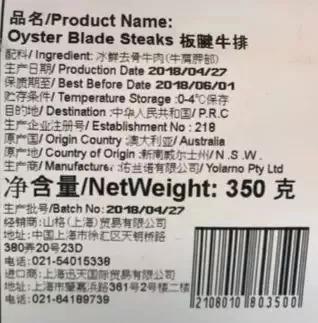 品名/Product Name:
Oyster Blade Steaks 板腱牛排
配料/ Ingredient: 冰鲜去骨牛肉(牛肩胛部)
生产日期/ Production Date 2018/04/27
保质期至/ Best Before Date 2018/06/01
贮存条件/ Temperature Storage :0-4℃保存
目的地/ Destination :中华人民共和国/ P.R.C
生产企业注册号/ Establishment No : 218
原产国/ Origin Country :澳大利亚/ Australia
原产地/ Country of Origin :新南威尔士州/ N . S .W .
生产商/ Manufacturer:尤兰诺有限公司/ Yolarno Pty Ltd
净含量/NetWeight: 350 克
生产批号/Batch No: 2018/04/27
经销商:山格(上海)贸易有限公司
地址:中国上海市徐汇区天钥桥路
380弄20号23D
电话:021-54015338
进口商:上海迅天国际贸易有限公司
地址:上海市肇嘉浜路361号2号楼二楼
电话:021-64189739
2108010803500